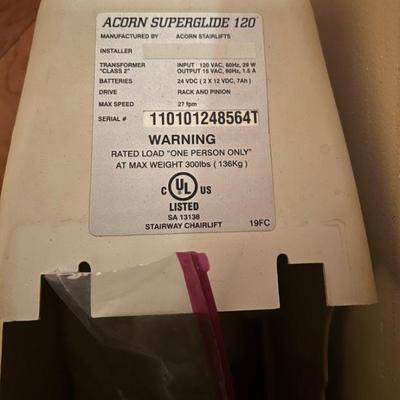 ACORN SUPERGLIDE 120
MANUFACTURED BY ACORN STAIRLIFTS
INSTALLER
TRANSFORMER INPUT 120 VAC, 60Hz, 29 W
"CLASS 2" OUTPUT 15 VAC, 60Hz, 1.5 A
BATTERIES 24 VDC ( 2 X 12 VDC, 7Ah )
DRIVE RACK AND PINION
MAX SPEED 27 fpm
SERIAL # 110101248564T
WARNING
RATED LOAD "ONE PERSON ONLY"
AT MAX WEIGHT 300lbs ( 136Kg )
C UL US
LISTED
SA 13138
STAIRWAY CHAIRLIFT 19FC